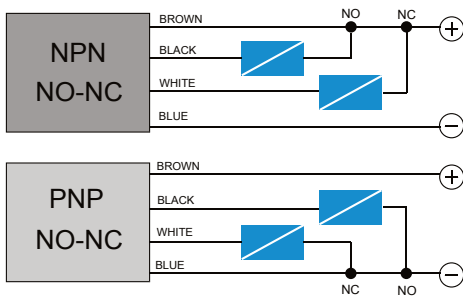 BROWN
NO
NC
+
NPN
NO-NC
BLACK
WHITE
BLUE
−
BROWN
+
PNP
NO-NC
BLACK
WHITE
BLUE
−
NC
NO